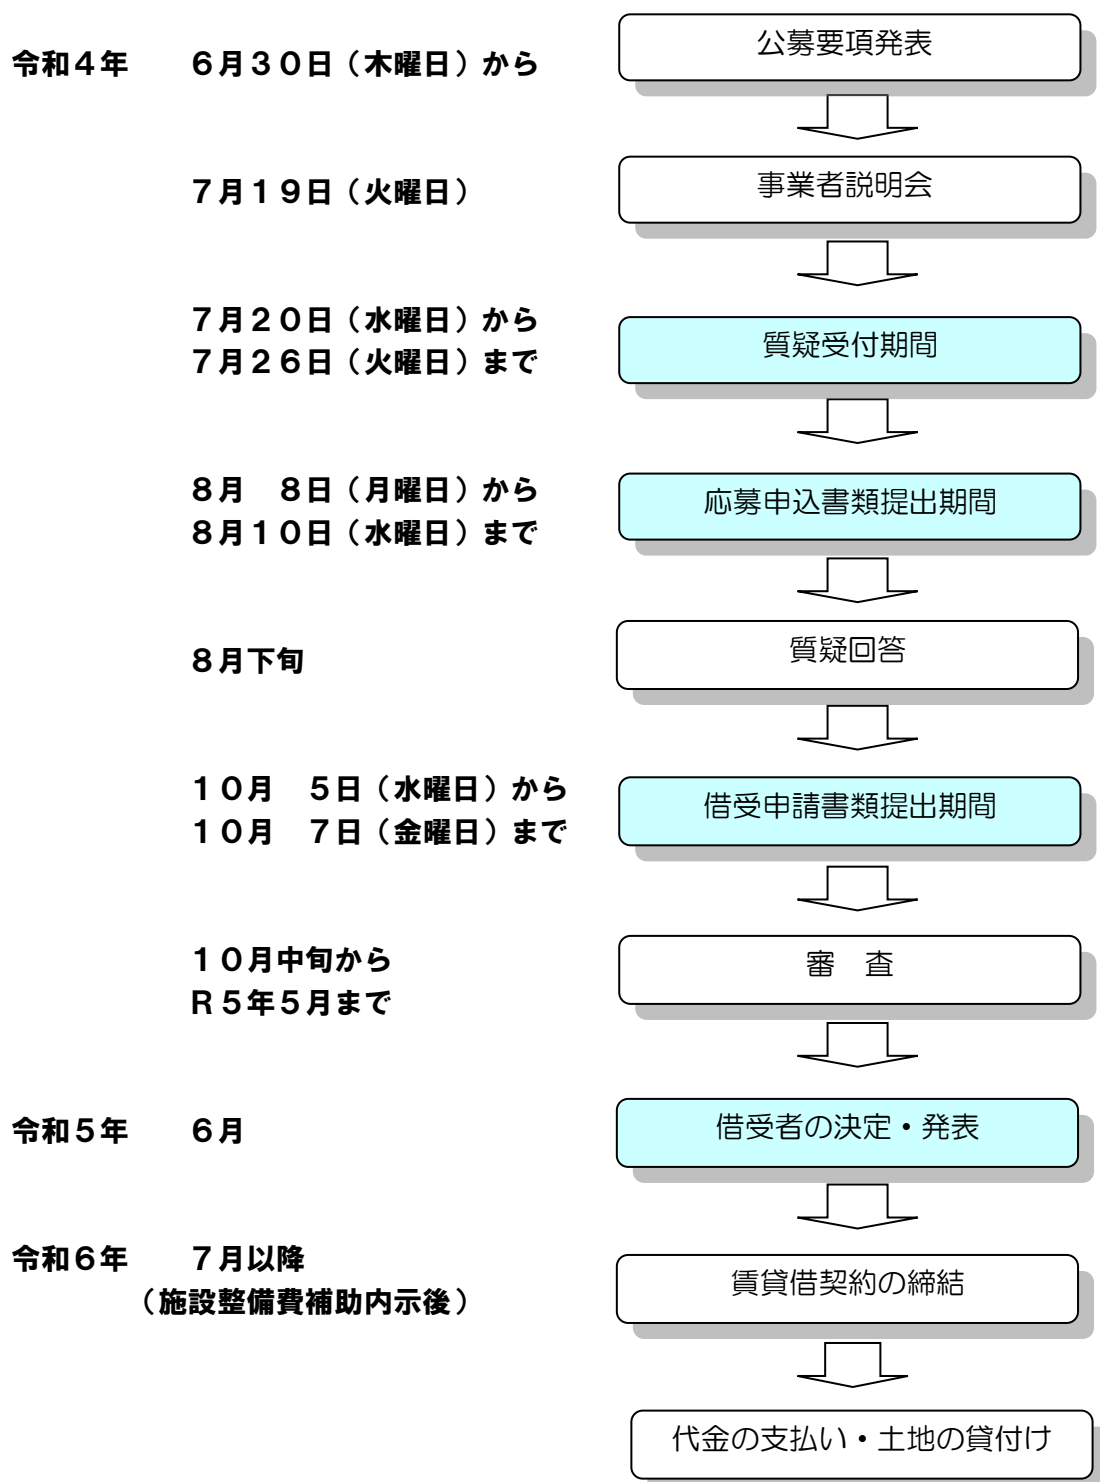 令和４年　　６月３０日（木曜日）から　公募要項発表
７月１９日（火曜日）　事業者説明会
７月２０日（水曜日）から
７月２６日（火曜日）まで
質疑受付期間
８月　８日（月曜日）から
８月１０日（水曜日）まで
応募申込書類提出期間
８月下旬　質疑回答
１０月　５日（水曜日）から
１０月　７日（金曜日）まで
借受申請書類提出期間
１０月中旬から
Ｒ５年５月まで
審　査
令和５年　　６月　借受者の決定・発表
令和６年　　７月以降
（施設整備費補助内示後）
賃貸借契約の締結
代金の支払い・土地の貸付け